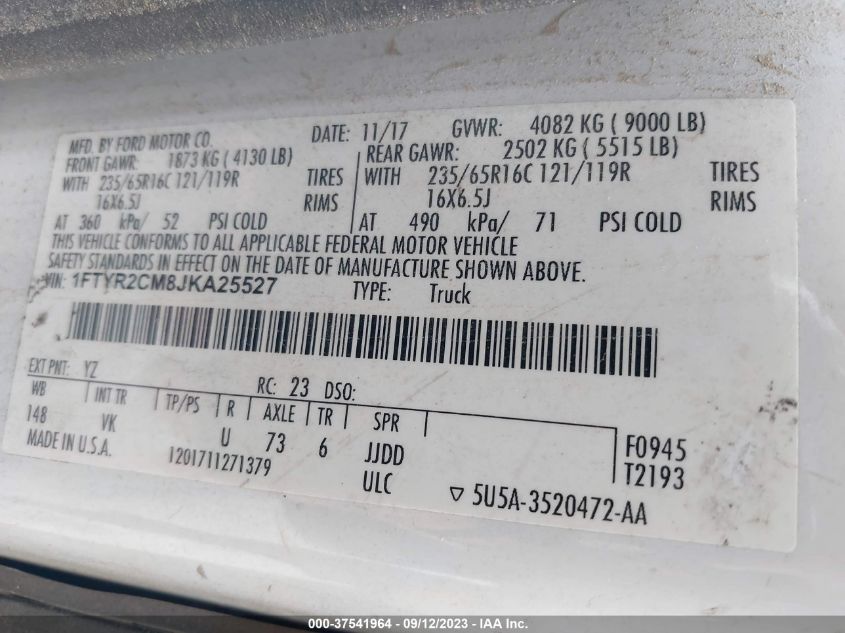 MFD. BY FORD MOTOR CO. DATE: 11/17 GVWR: 4082 KG ( 9000 LB)
FRONT GAWR: 1873 KG ( 4130 LB) REAR GAWR: 2502 KG ( 5515 LB)
WITH 235/65R16C 121/119R TIRES WITH 235/65R16C 121/119R TIRES
16X6.5J RIMS 16X6.5J RIMS
AT 360 kPa/ 52 PSI COLD AT 490 kPa/ 71 PSI COLD
THIS VEHICLE CONFORMS TO ALL APPLICABLE FEDERAL MOTOR VEHICLE
SAFETY STANDARDS IN EFFECT ON THE DATE OF MANUFACTURE SHOWN ABOVE.
VIN: 1FTYR2CM8JKA25527 TYPE: Truck
EXT PNT: YZ RC: 23 DSO:
WB INT TR TP/PS R AXLE TR SPR
148 VK U 73 6 JJDD F0945
MADE IN U.S.A. 1201711271379 ULC T2193
▽ 5U5A-3520472-AA
000-37541964 - 09/12/2023 - IAA Inc.